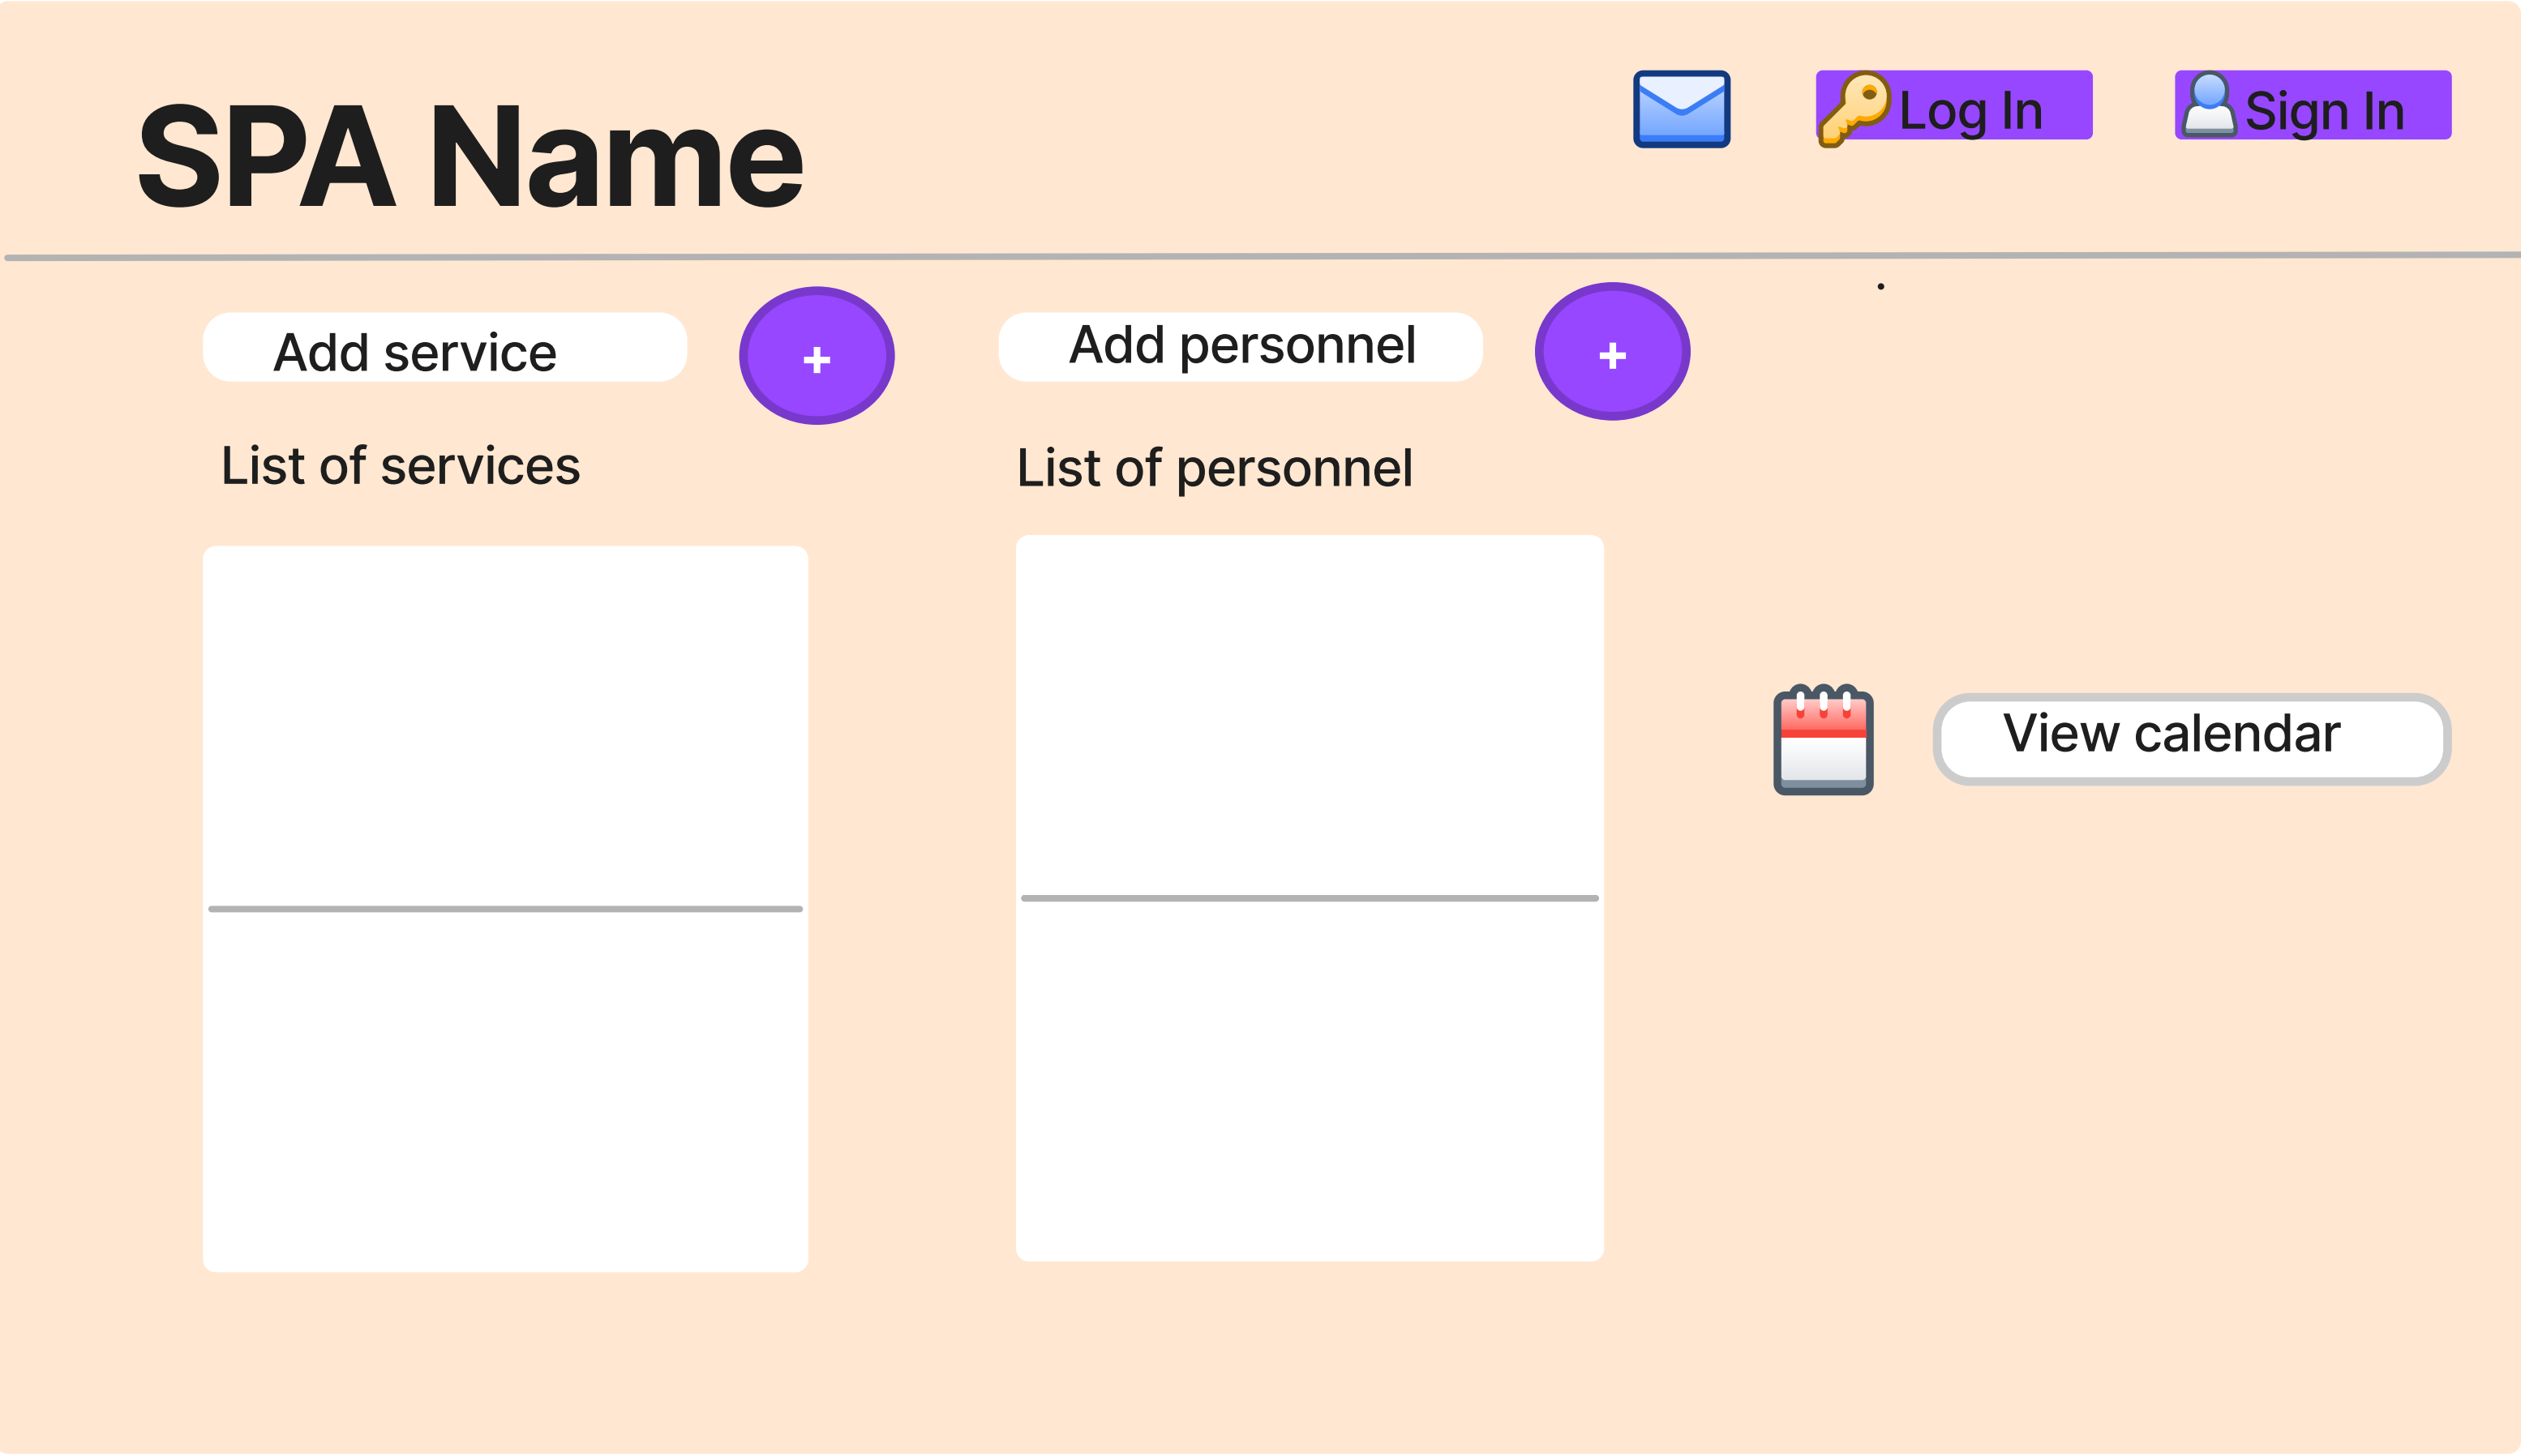 SPA Name
Log In
Sign In
Add service
+
Add personnel
+
List of services
List of personnel
View calendar